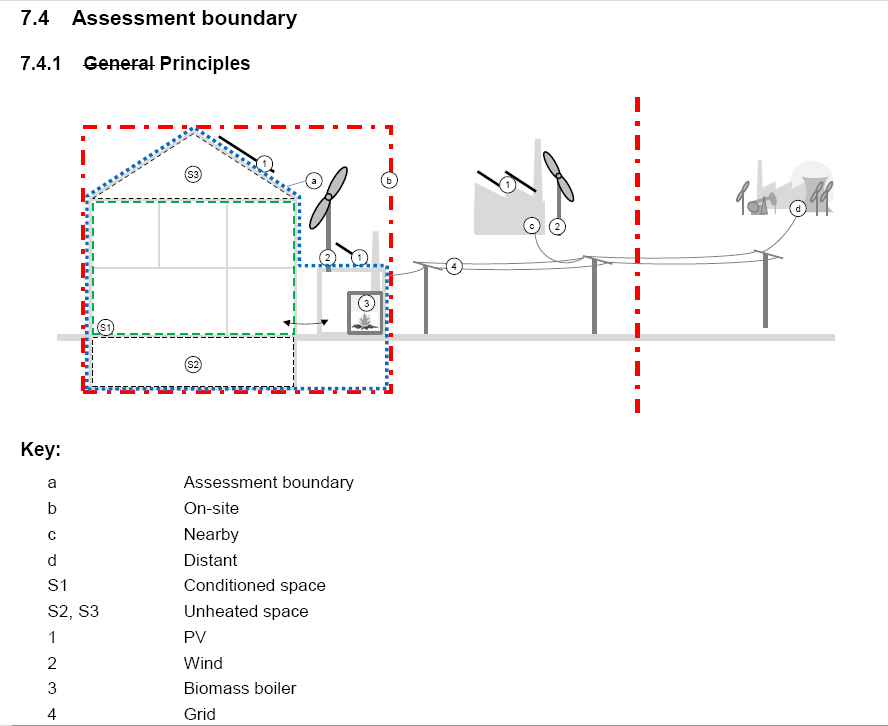 7.4 Assessment boundary
7.4.1 General Principles
1
S3
a
b
1
c
2
d
2
1
4
3
S1
S2
Key:
a Assessment boundary
b On-site
c Nearby
d Distant
S1 Conditioned space
S2, S3 Unheated space
1 PV
2 Wind
3 Biomass boiler
4 Grid